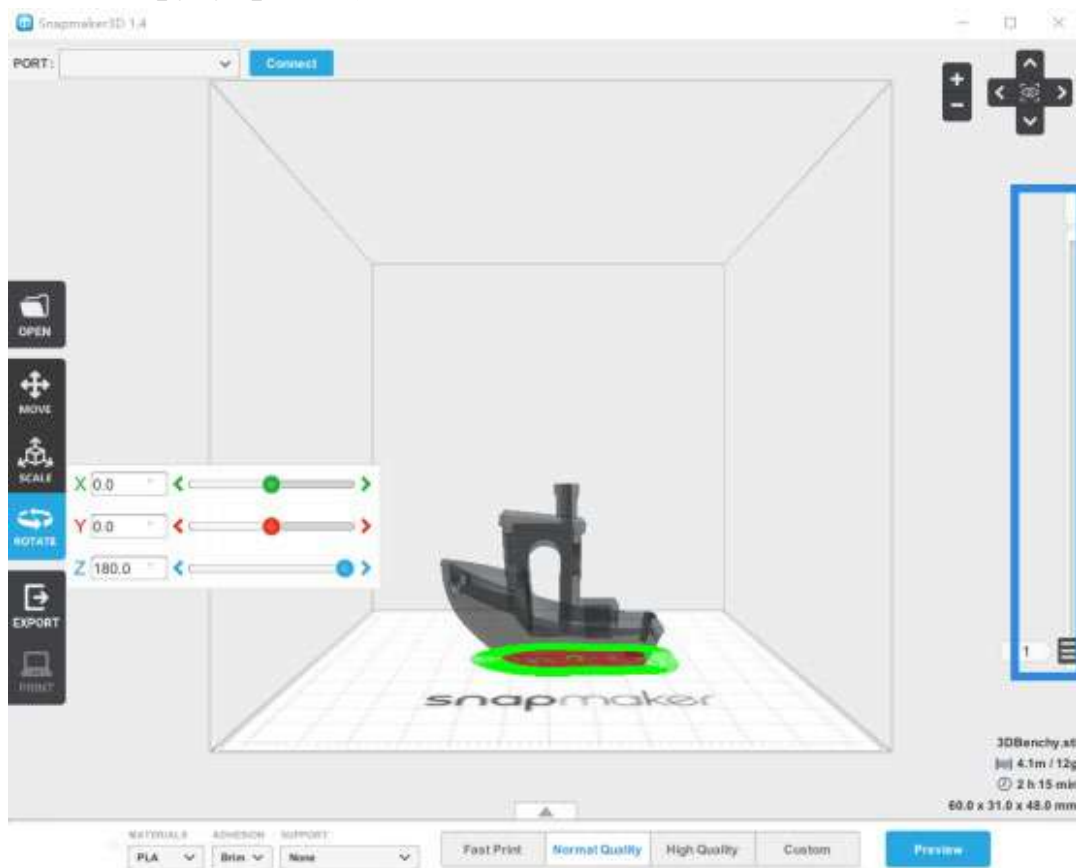 Snapmaker3D 1.4
PORT:
Connect
OPEN
MOVE
SCALE
X 0.0 °
ROTATE
Y 0.0 °
Z 180.0 °
EXPORT
PRINT
1
snapmaker
3DBenchy.stl
4.1m / 12g
2 h 15 min
60.0 x 31.0 x 48.0 mm
MATERIALS ADHESION SUPPORT
PLA Brim None
Fast Print Normal Quality High Quality Custom Preview